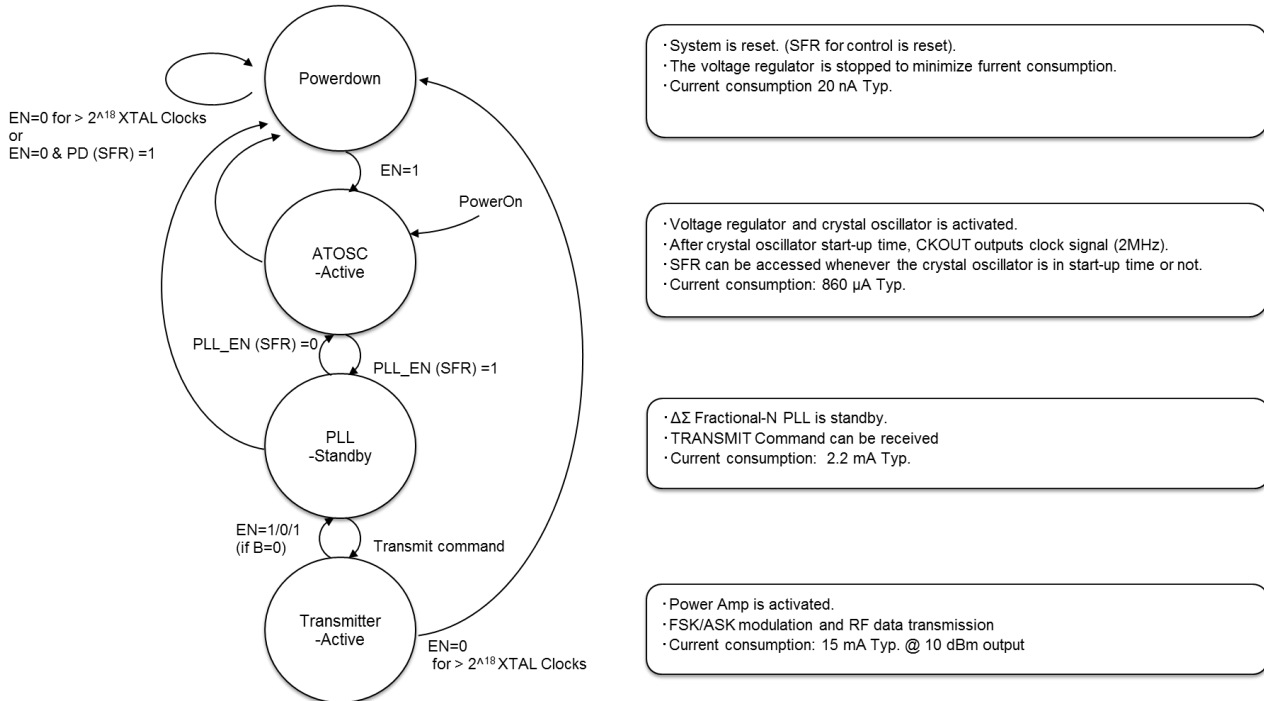 Powerdown
EN=0 for > 2^18 XTAL Clocks
or
EN=0 & PD (SFR) =1
EN=1
PowerOn
ATOSC
-Active
PLL_EN (SFR) =0
PLL_EN (SFR) =1
PLL
-Standby
EN=1/0/1
(if B=0)
Transmit command
Transmitter
-Active
EN=0
for > 2^18 XTAL Clocks
・System is reset. (SFR for control is reset).
・The voltage regulator is stopped to minimize furrent consumption.
・Current consumption 20 nA Typ.
・Voltage regulator and crystal oscillator is activated.
・After crystal oscillator start-up time, CKOUT outputs clock signal (2MHz).
・SFR can be accessed whenever the crystal oscillator is in start-up time or not.
・Current consumption: 860 µA Typ.
・ΔΣ Fractional-N PLL is standby.
・TRANSMIT Command can be received
・Current consumption: 2.2 mA Typ.
・Power Amp is activated.
・FSK/ASK modulation and RF data transmission
・Current consumption: 15 mA Typ. @ 10 dBm output